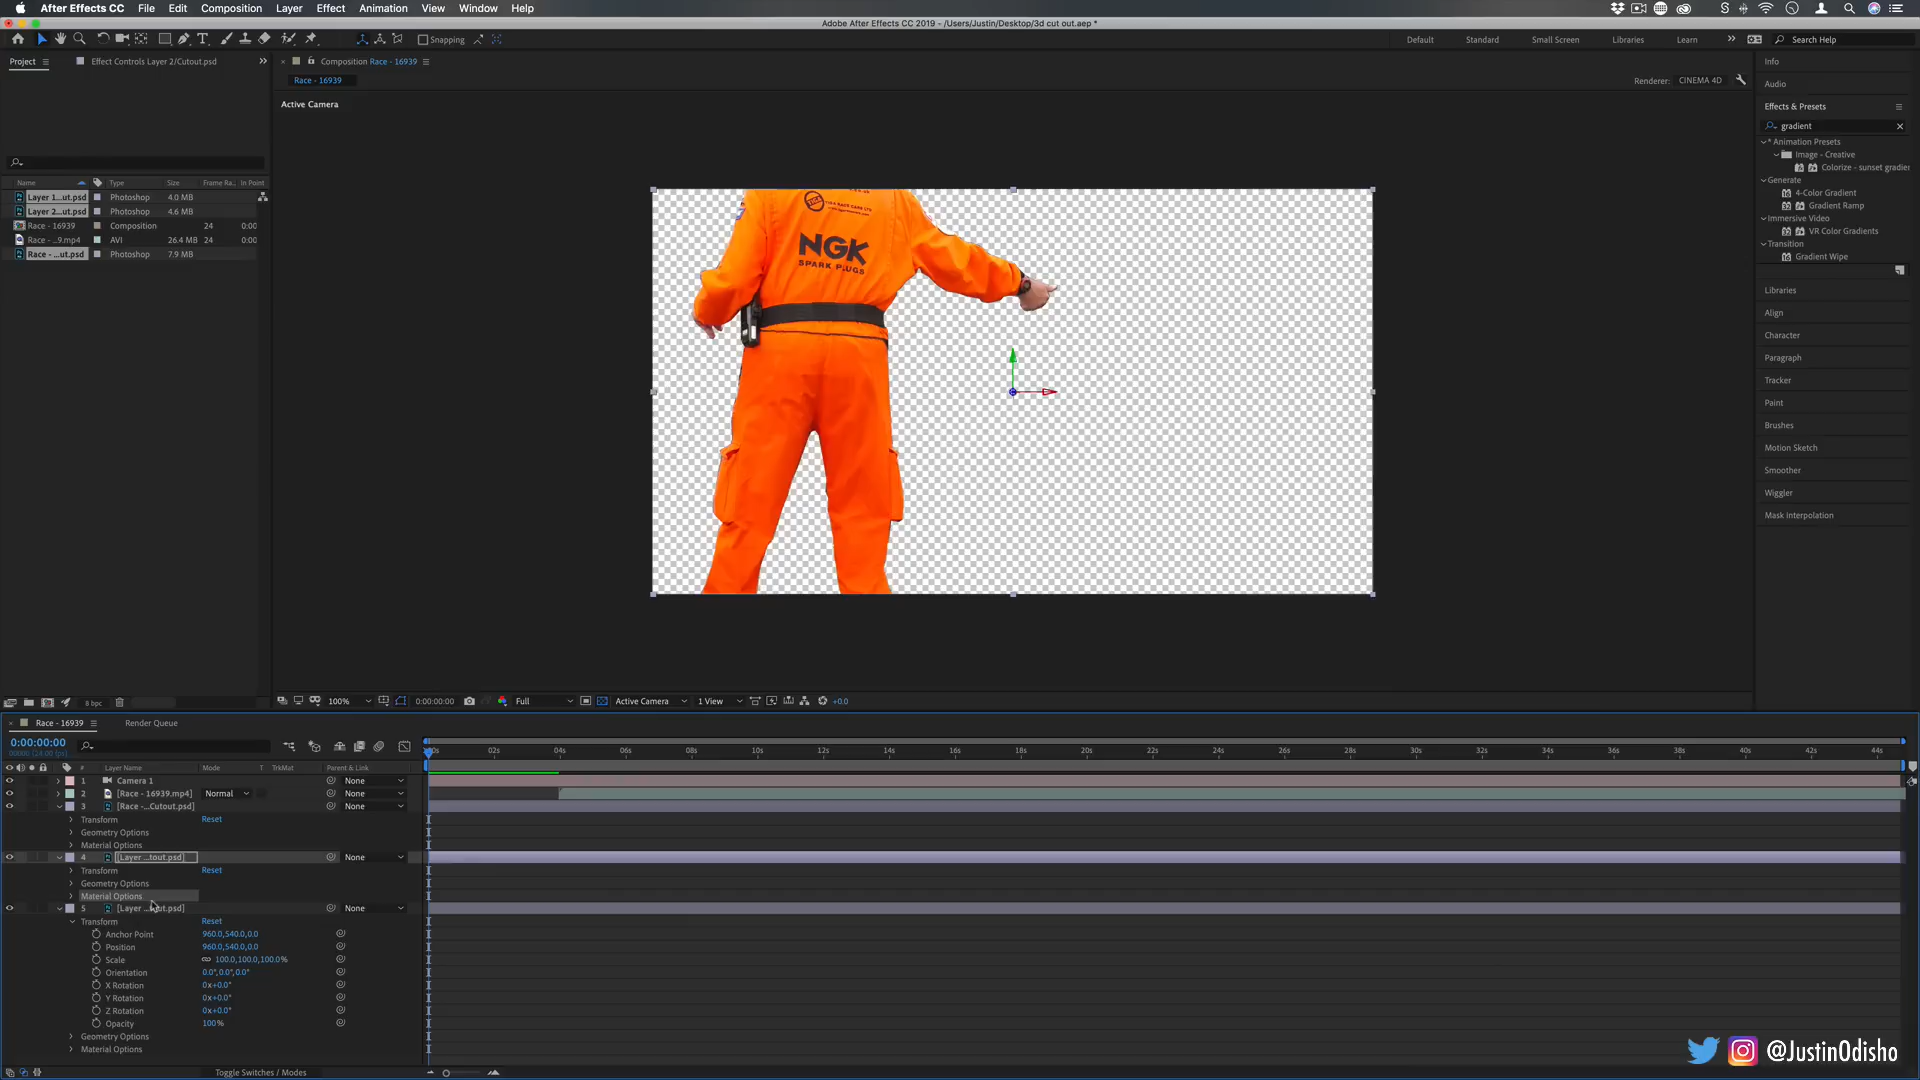 After Effects CC File Edit Composition Layer Effect Animation View Window Help
Adobe After Effects CC 2019 - /Users/Justin/Desktop/3d cut out.aep *
Snapping Default Standard Small Screen Libraries Learn Search Help
Project Effect Controls Layer 2/Cutout.psd
Composition Race - 16939
Race - 16939
Renderer: CINEMA 4D
Active Camera
Name Type Size Frame Ra... In Point
Layer 1...ut.psd Photoshop 4.0 MB
Layer 2...ut.psd Photoshop 4.6 MB
Race - 16939 Composition 24 0:00
Race - ...9.mp4 AVI 26.4 MB 24 0:00
Race - ...ut.psd Photoshop 7.9 MB
NGK
SPARK PLUGS
Info
Audio
Effects & Presets
gradient
* Animation Presets
Image - Creative
Colorize - sunset gradien
Generate
4-Color Gradient
Gradient Ramp
Immersive Video
VR Color Gradients
Transition
Gradient Wipe
Libraries
Align
Character
Paragraph
Tracker
Paint
Brushes
Motion Sketch
Smoother
Wiggler
Mask Interpolation
8 bpc
100% 0:00:00:00 Full Active Camera 1 View +0.0
Race - 16939 Render Queue
0:00:00:00
00000 (24.00 fps)
:00s 02s 04s 06s 08s 10s 12s 14s 16s 18s 20s 22s 24s 26s 28s 30s 32s 34s 36s 38s 40s 42s 44s
# Layer Name Mode T TrkMat Parent & Link
1 Camera 1 None
2 [Race - 16939.mp4] Normal None
3 [Race -...Cutout.psd] None
Transform Reset
Geometry Options
Material Options
4 [Layer ...tout.psd] None
Transform Reset
Geometry Options
Material Options
5 None
Transform Reset
Anchor Point 960.0,540.0,0.0
Position 960.0,540.0,0.0
Scale 100.0,100.0,100.0%
Orientation 0.0°,0.0°,0.0°
X Rotation 0x+0.0°
Y Rotation 0x+0.0°
Z Rotation 0x+0.0°
Opacity 100%
Geometry Options
Material Options
Toggle Switches / Modes
@JustinOdisho